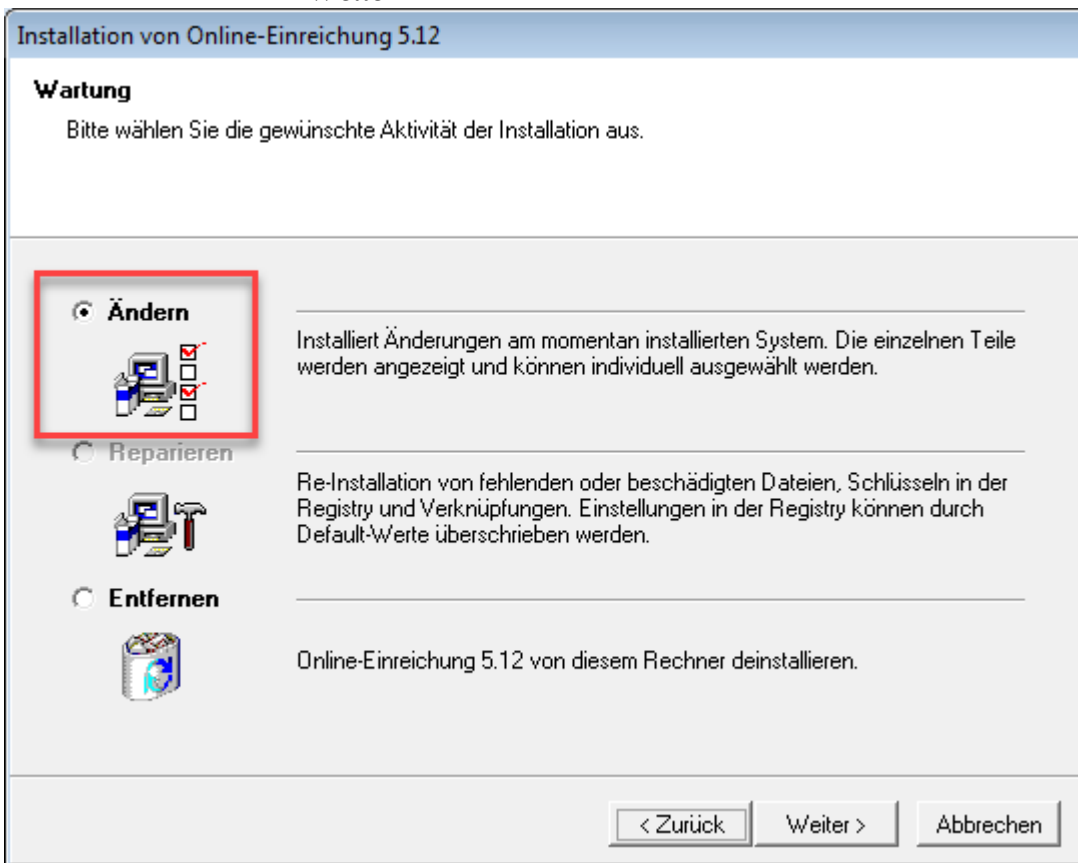 Installation von Online-Einreichung 5.12
Wartung
Bitte wählen Sie die gewünschte Aktivität der Installation aus.
Ändern
Installiert Änderungen am momentan installierten System. Die einzelnen Teile
werden angezeigt und können individuell ausgewählt werden.
Reparieren
Re-Installation von fehlenden oder beschädigten Dateien, Schlüsseln in der
Registry und Verknüpfungen. Einstellungen in der Registry können durch
Default-Werte überschrieben werden.
Entfernen
Online-Einreichung 5.12 von diesem Rechner deinstallieren.
< Zurück Weiter > Abbrechen